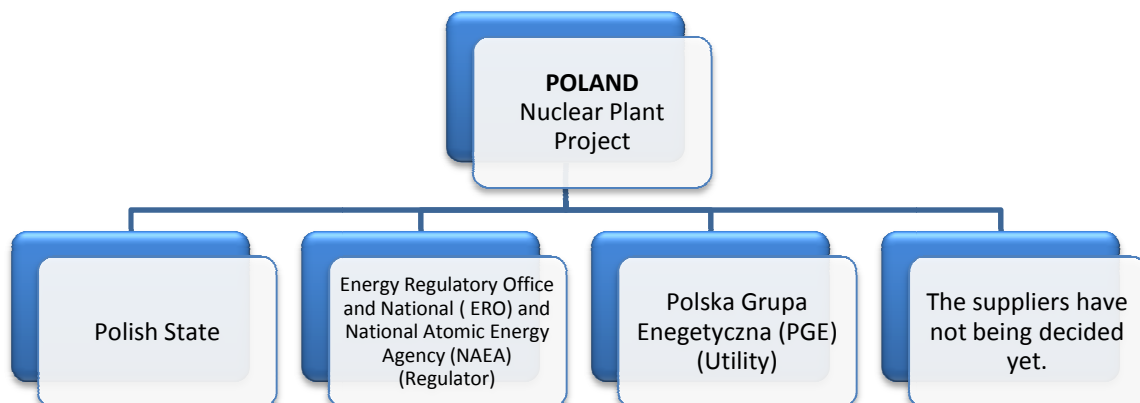 POLAND
Nuclear Plant
Project
Polish State
Energy Regulatory Office
and National ( ERO) and
National Atomic Energy
Agency (NAEA)
(Regulator)
Polska Grupa
Enegetyczna (PGE)
(Utility)
The suppliers have
not being decided
yet.